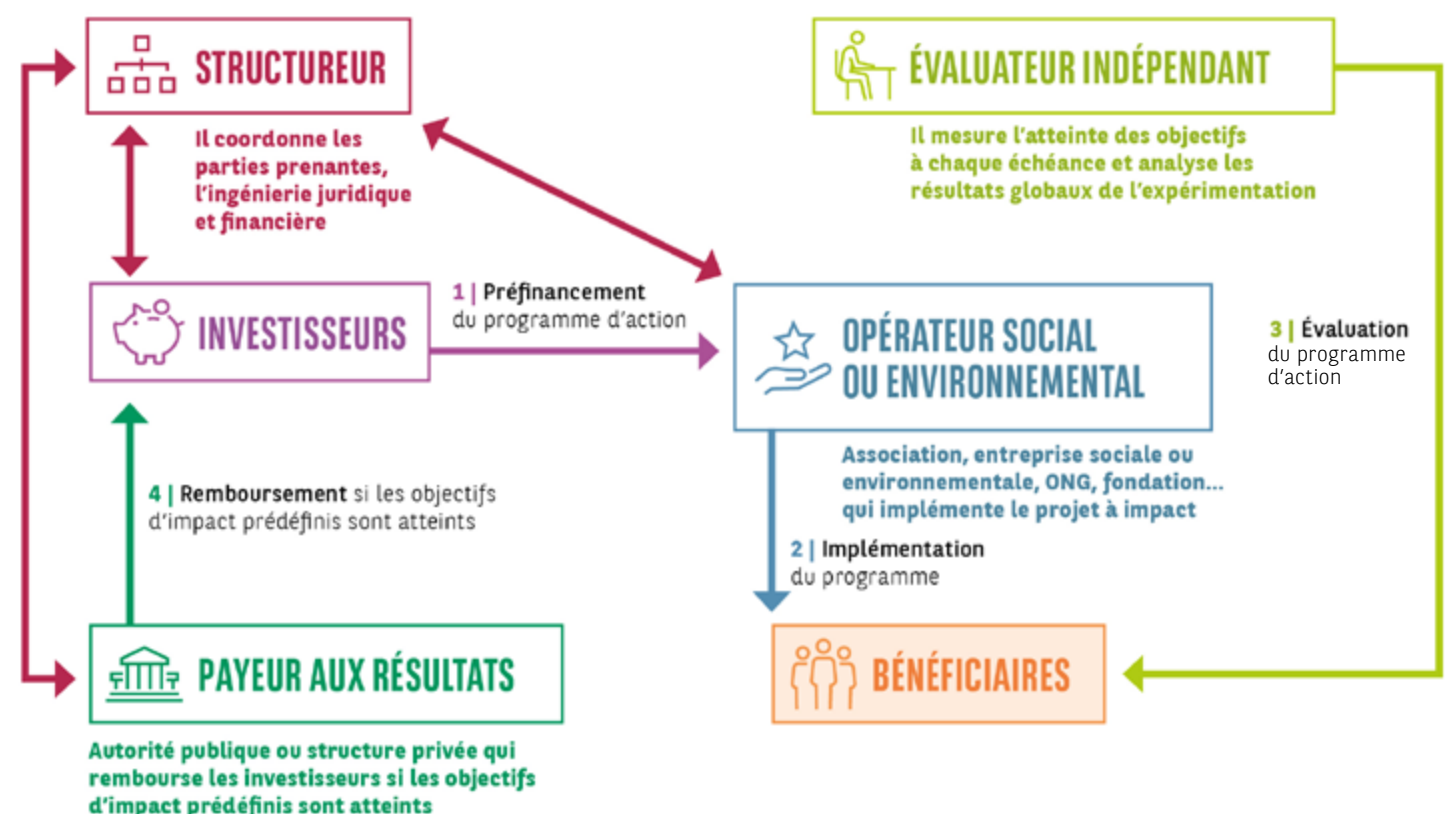 STRUCTUREUR
Il coordonne les
parties prenantes,
l'ingénierie juridique
et financière
ÉVALUATEUR INDÉPENDANT
Il mesure l'atteinte des objectifs
à chaque échéance et analyse les
résultats globaux de l'expérimentation
INVESTISSEURS
1 | Préfinancement
du programme d'action
OPÉRATEUR SOCIAL
OU ENVIRONNEMENTAL
Association, entreprise sociale ou
environnementale, ONG, fondation...
qui implémente le projet à impact
3 | Évaluation
du programme
d'action
4 | Remboursement si les objectifs
d'impact prédéfinis sont atteints
2 | Implémentation
du programme
PAYEUR AUX RÉSULTATS
Autorité publique ou structure privée qui
rembourse les investisseurs si les objectifs
d'impact prédéfinis sont atteints
BÉNÉFICIAIRES